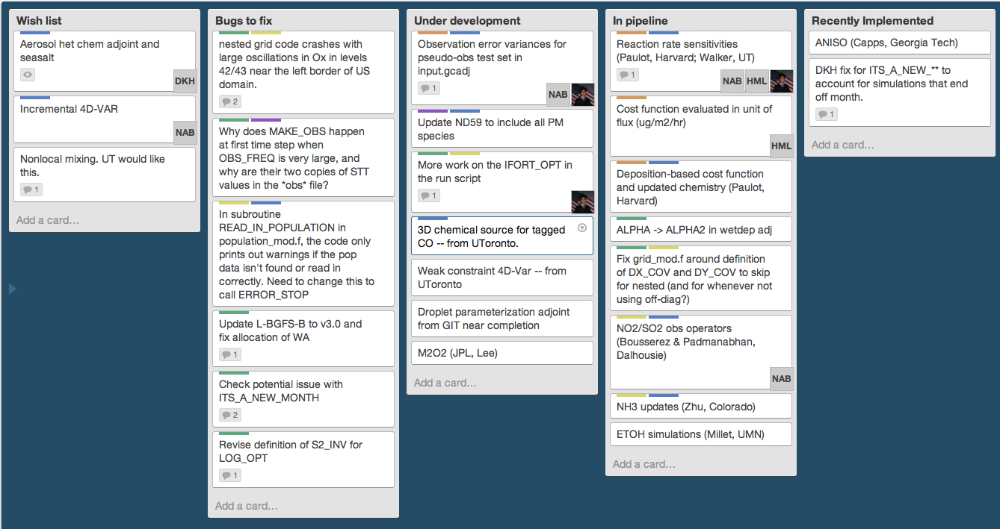 Wish list
Aerosol het chem adjoint and
seasalt
DKH
Incremental 4D-VAR
NAB
Nonlocal mixing. UT would like
this.
1
Add a card...
Bugs to fix
nested grid code crashes with
large oscillations in Ox in levels
42/43 near the left border of US
domain.
2
Why does MAKE_OBS happen
at first time step when
OBS_FREQ is very large, and
why are their two copies of STT
values in the *obs* file?
In subroutine
READ_IN_POPULATION in
population_mod.f, the code only
prints out warnings if the pop
data isn't found or read in
correctly. Need to change this to
call ERROR_STOP
Update L-BGFS-B to v3.0 and
fix allocation of WA
1
Check potential issue with
ITS_A_NEW_MONTH
2
Revise definition of S2_INV for
LOG_OPT
1
Add a card...
Under development
Observation error variances for
pseudo-obs test set in
input.gcadj
1
NAB
Update ND59 to include all PM
species
More work on the IFORT_OPT in
the run script
1
3D chemical source for tagged
CO -- from UToronto.
Weak constraint 4D-Var -- from
UToronto
Droplet parameterization adjoint
from GIT near completion
M2O2 (JPL, Lee)
Add a card...
In pipeline
Reaction rate sensitivities
(Paulot, Harvard; Walker, UT)
1
NAB HML
Cost function evaluated in unit of
flux (ug/m2/hr)
HML
Deposition-based cost function
and updated chemistry (Paulot,
Harvard)
ALPHA -> ALPHA2 in wetdep adj
Fix grid_mod.f around definition
of DX_COV and DY_COV to skip
for nested (and for whenever not
using off-diag?)
NO2/SO2 obs operators
(Bousserez & Padmanabhan,
Dalhousie)
NAB
NH3 updates (Zhu, Colorado)
ETOH simulations (Millet, UMN)
Add a card...
Recently Implemented
ANISO (Capps, Georgia Tech)
DKH fix for ITS_A_NEW_** to
account for simulations that end
off month.
1
Add a card...